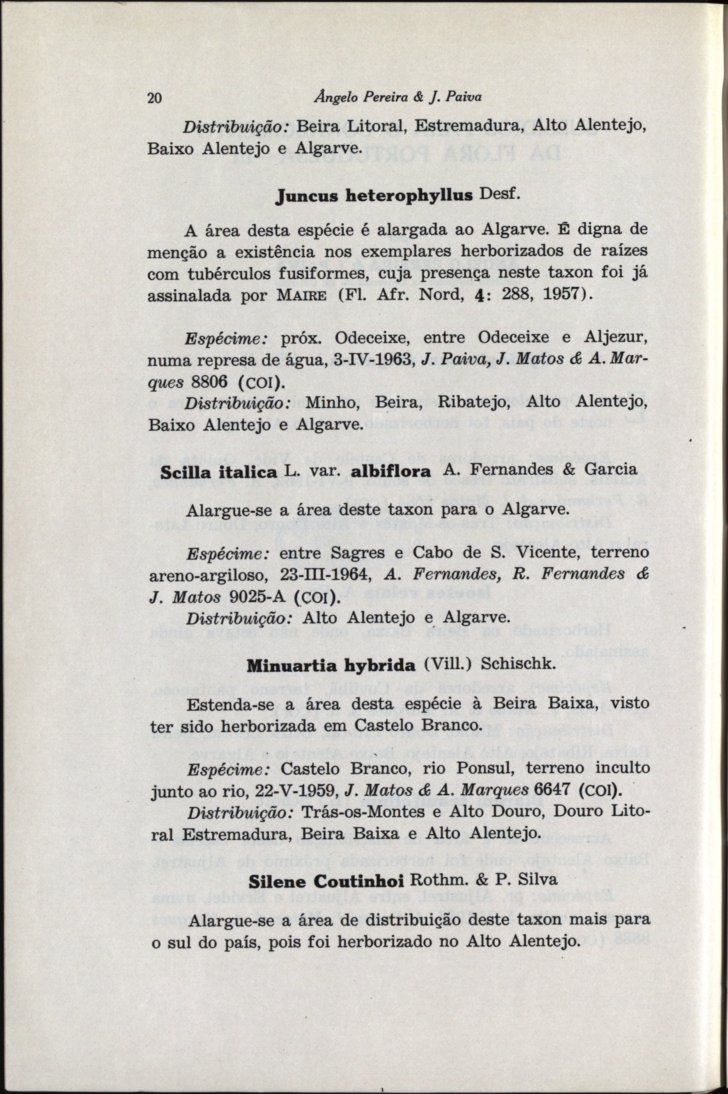 20 Ângelo Pereira & J. Paiva
Distribuição: Beira Litoral, Estremadura, Alto Alentejo,
Baixo Alentejo e Algarve.
Juncus heterophyllus Desf.
A área desta espécie é alargada ao Algarve. É digna de
menção a existência nos exemplares herborizados de raízes
com tubérculos fusiformes, cuja presença neste taxon foi já
assinalada por MAIRE (Fl. Afr. Nord, 4: 288, 1957).
Espécime: próx. Odeceixe, entre Odeceixe e Aljezur,
numa represa de água, 3-IV-1963, J. Paiva, J. Matos & A. Mar-
ques 8806 (COI).
Distribuição: Minho, Beira, Ribatejo, Alto Alentejo,
Baixo Alentejo e Algarve.
Scilla italica L. var. albiflora A. Fernandes & Garcia
Alargue-se a área deste taxon para o Algarve.
Espécime: entre Sagres e Cabo de S. Vicente, terreno
areno-argiloso, 23-III-1964, A. Fernandes, R. Fernandes &
J. Matos 9025-A (COI).
Distribuição: Alto Alentejo e Algarve.
Minuartia hybrida (Vill.) Schischk.
Estenda-se a área desta espécie à Beira Baixa, visto
ter sido herborizada em Castelo Branco.
Espécime: Castelo Branco, rio Ponsul, terreno inculto
junto ao rio, 22-V-1959, J. Matos & A. Marques 6647 (COI).
Distribuição: Trás-os-Montes e Alto Douro, Douro Lito-
ral Estremadura, Beira Baixa e Alto Alentejo.
Silene Coutinhoi Rothm. & P. Silva
Alargue-se a área de distribuição deste taxon mais para
o sul do país, pois foi herborizado no Alto Alentejo.